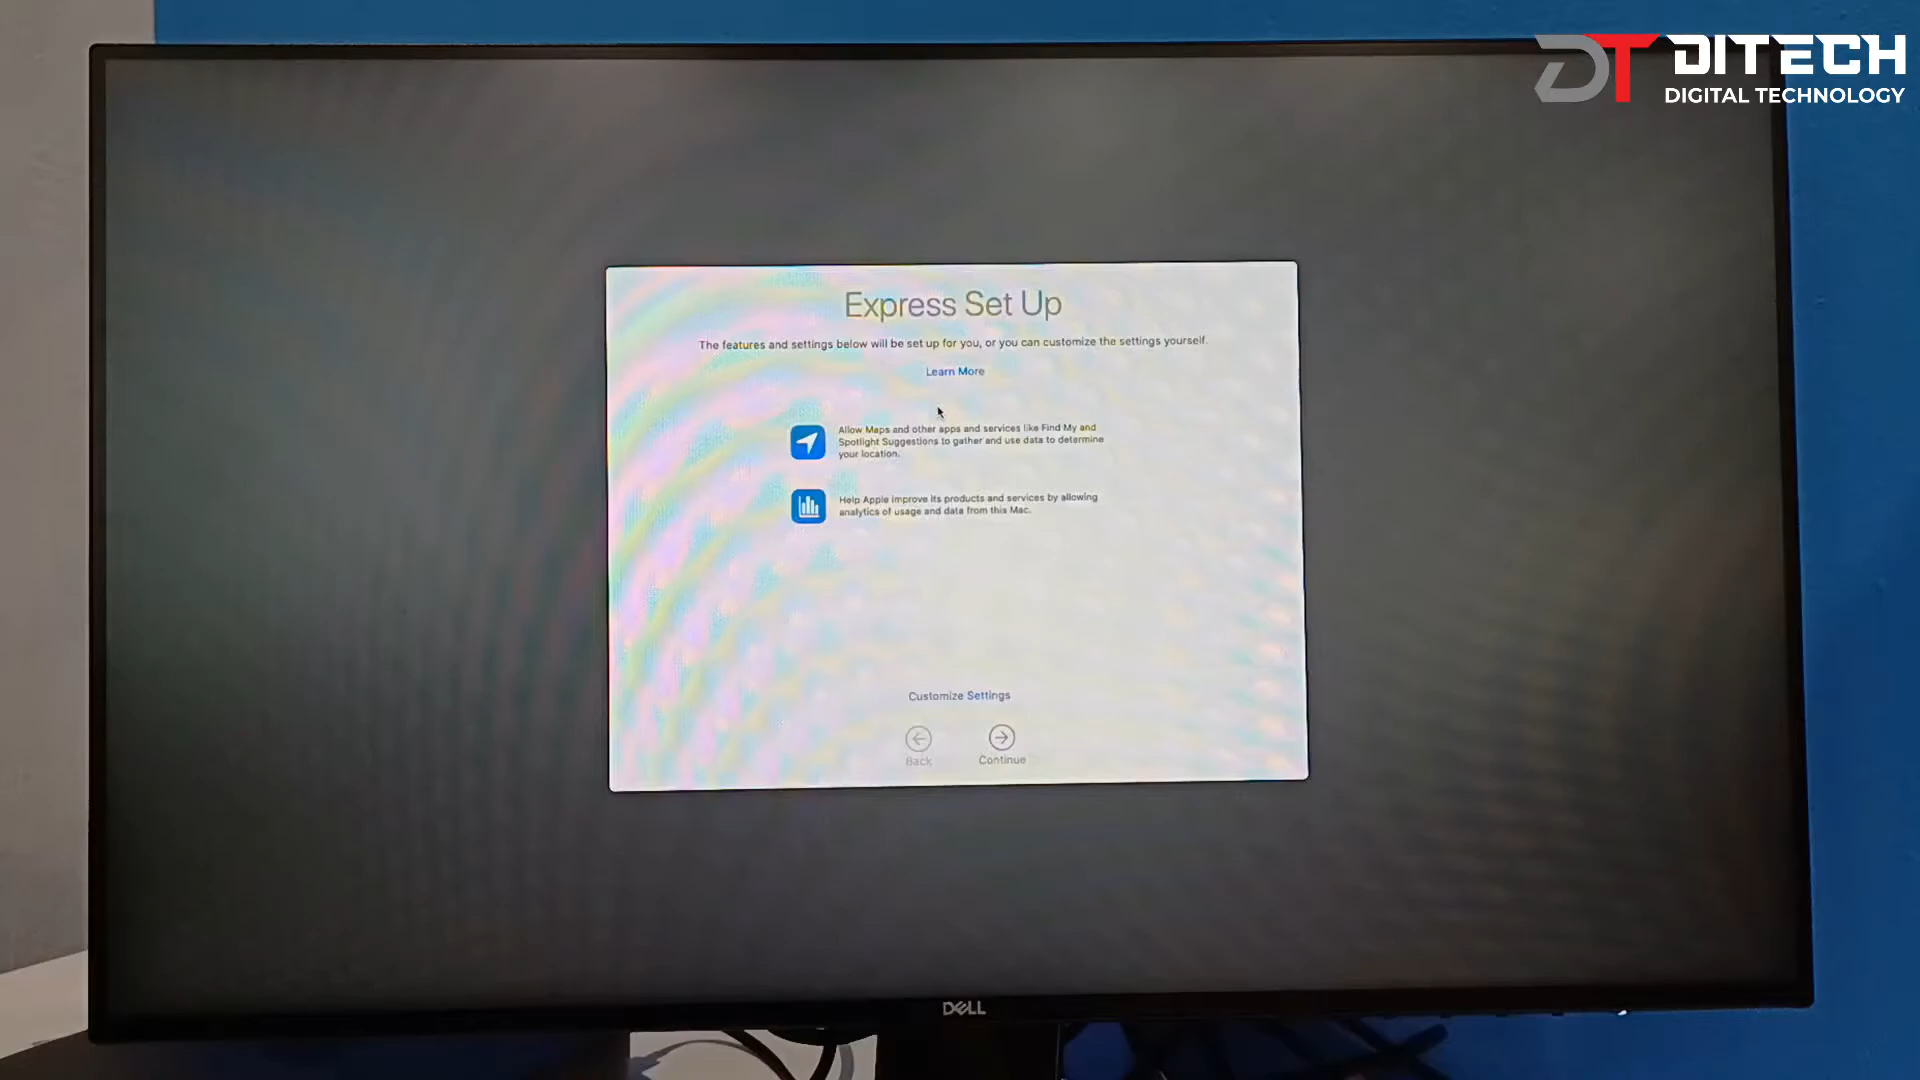 DT DITECH
DIGITAL TECHNOLOGY
Express Set Up
The features and settings below will be set up for you, or you can customize the settings yourself.
Learn More
Allow Maps and other apps and services like Find My and
Spotlight Suggestions to gather and use data to determine
your location.
Help Apple improve its products and services by allowing
analytics of usage and data from this Mac.
Customize Settings
Back
Continue
DELL